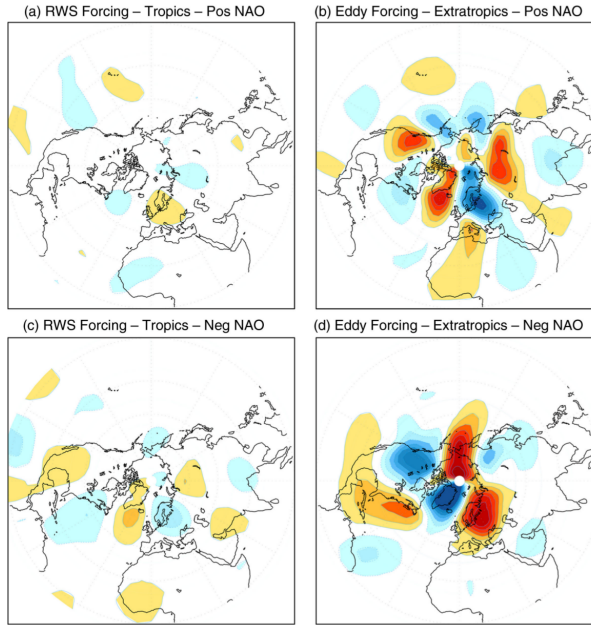 (a) RWS Forcing – Tropics – Pos NAO
(b) Eddy Forcing – Extratropics – Pos NAO
(c) RWS Forcing – Tropics – Neg NAO
(d) Eddy Forcing – Extratropics – Neg NAO